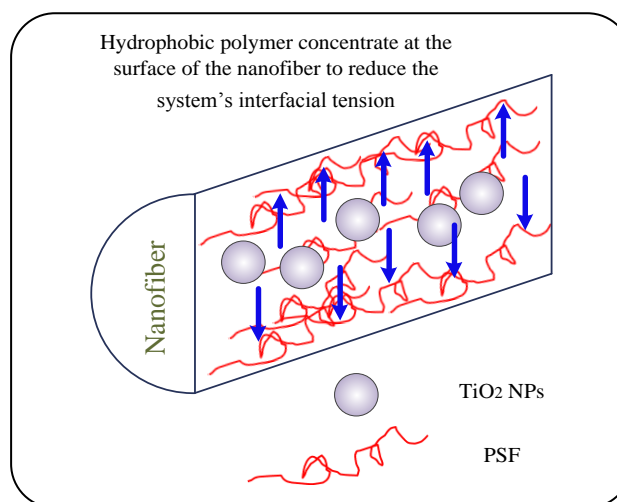 Hydrophobic polymer concentrate at the
surface of the nanofiber to reduce the
system's interfacial tension
Nanofiber
TiO2 NPs
PSF